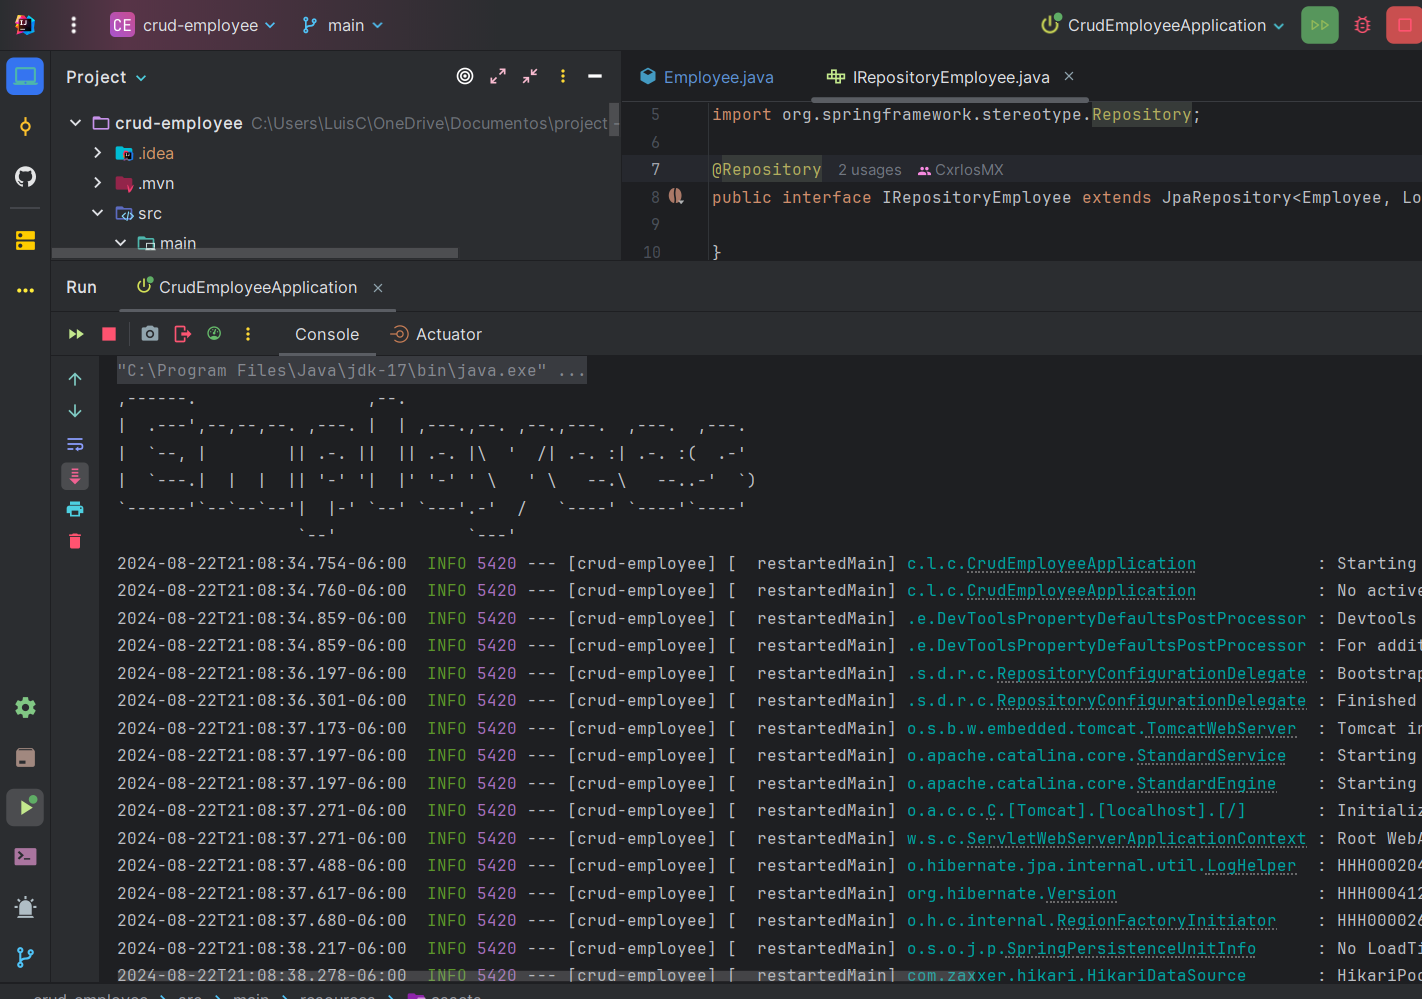 CE crud-employee main CrudEmployeeApplication
Project
Employee.java IRepositoryEmployee.java
crud-employee C:\Users\LuisC\OneDrive\Documentos\project
.idea
.mvn
src
main
5 import org.springframework.stereotype.Repository;
6
7 @Repository 2 usages CxrlosMX
8 public interface IRepositoryEmployee extends JpaRepository<Employee, Lo
9
10 }
Run CrudEmployeeApplication
Console Actuator
"C:\Program Files\Java\jdk-17\bin\java.exe" ...
,------.                 ,--.
|  .---',--,--,--. ,---. |  | ,---.,--. ,--.,---.  ,---.  ,---.
|  `--, |        || .-. ||  || .-. |\  '  /| .-. :| .-. :(  .-'
|  `---.|  |  |  || '-' '|  |' '-' ' \   ' \   --.\   --..-'  `)
`------'`--`--`--'|  |-' `--' `---'.-'  /   `----' `----'`----'
                  `--'             `---'
2024-08-22T21:08:34.754-06:00  INFO 5420 --- [crud-employee] [  restartedMain] c.l.c.CrudEmployeeApplication : Starting
2024-08-22T21:08:34.760-06:00  INFO 5420 --- [crud-employee] [  restartedMain] c.l.c.CrudEmployeeApplication : No active
2024-08-22T21:08:34.859-06:00  INFO 5420 --- [crud-employee] [  restartedMain] .e.DevToolsPropertyDefaultsPostProcessor : Devtools
2024-08-22T21:08:34.859-06:00  INFO 5420 --- [crud-employee] [  restartedMain] .e.DevToolsPropertyDefaultsPostProcessor : For addit
2024-08-22T21:08:36.197-06:00  INFO 5420 --- [crud-employee] [  restartedMain] .s.d.r.c.RepositoryConfigurationDelegate : Bootstrap
2024-08-22T21:08:36.301-06:00  INFO 5420 --- [crud-employee] [  restartedMain] .s.d.r.c.RepositoryConfigurationDelegate : Finished
2024-08-22T21:08:37.173-06:00  INFO 5420 --- [crud-employee] [  restartedMain] o.s.b.w.embedded.tomcat.TomcatWebServer : Tomcat in
2024-08-22T21:08:37.197-06:00  INFO 5420 --- [crud-employee] [  restartedMain] o.apache.catalina.core.StandardService : Starting
2024-08-22T21:08:37.197-06:00  INFO 5420 --- [crud-employee] [  restartedMain] o.apache.catalina.core.StandardEngine : Starting
2024-08-22T21:08:37.271-06:00  INFO 5420 --- [crud-employee] [  restartedMain] o.a.c.c.C.[Tomcat].[localhost].[/] : Initializ
2024-08-22T21:08:37.271-06:00  INFO 5420 --- [crud-employee] [  restartedMain] w.s.c.ServletWebServerApplicationContext : Root WebA
2024-08-22T21:08:37.488-06:00  INFO 5420 --- [crud-employee] [  restartedMain] o.hibernate.jpa.internal.util.LogHelper : HHH000204
2024-08-22T21:08:37.617-06:00  INFO 5420 --- [crud-employee] [  restartedMain] org.hibernate.Version : HHH000412
2024-08-22T21:08:37.680-06:00  INFO 5420 --- [crud-employee] [  restartedMain] o.h.c.internal.RegionFactoryInitiator : HHH000026
2024-08-22T21:08:38.217-06:00  INFO 5420 --- [crud-employee] [  restartedMain] o.s.o.j.p.SpringPersistenceUnitInfo : No LoadTi
2024-08-22T21:08:38.278-06:00  INFO 5420 --- [crud-employee] [  restartedMain] com.zaxxer.hikari.HikariDataSource : HikariPoo
crud-employee > src > main > resources > assets